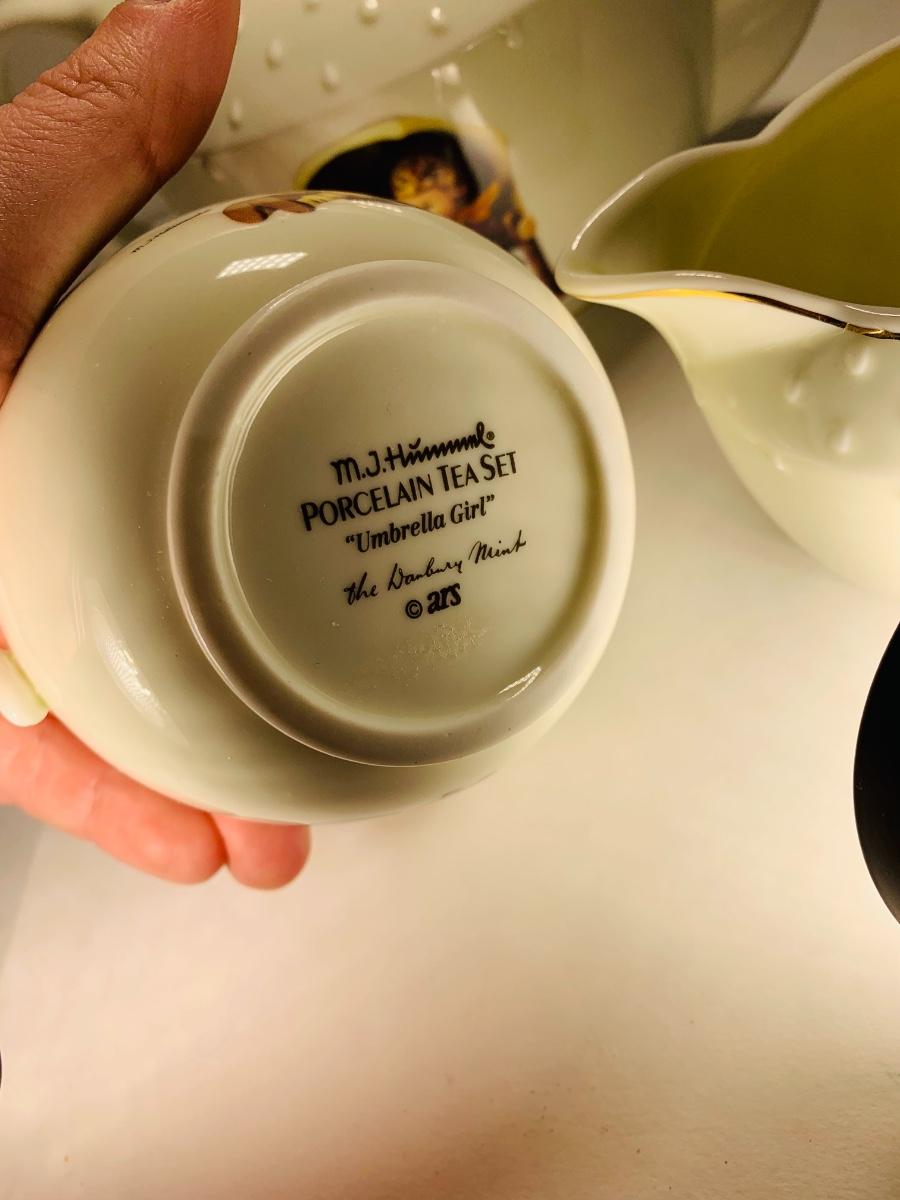 M.J.Hummel®
PORCELAIN TEA SET
“Umbrella Girl”
the Danbury Mint
© ars